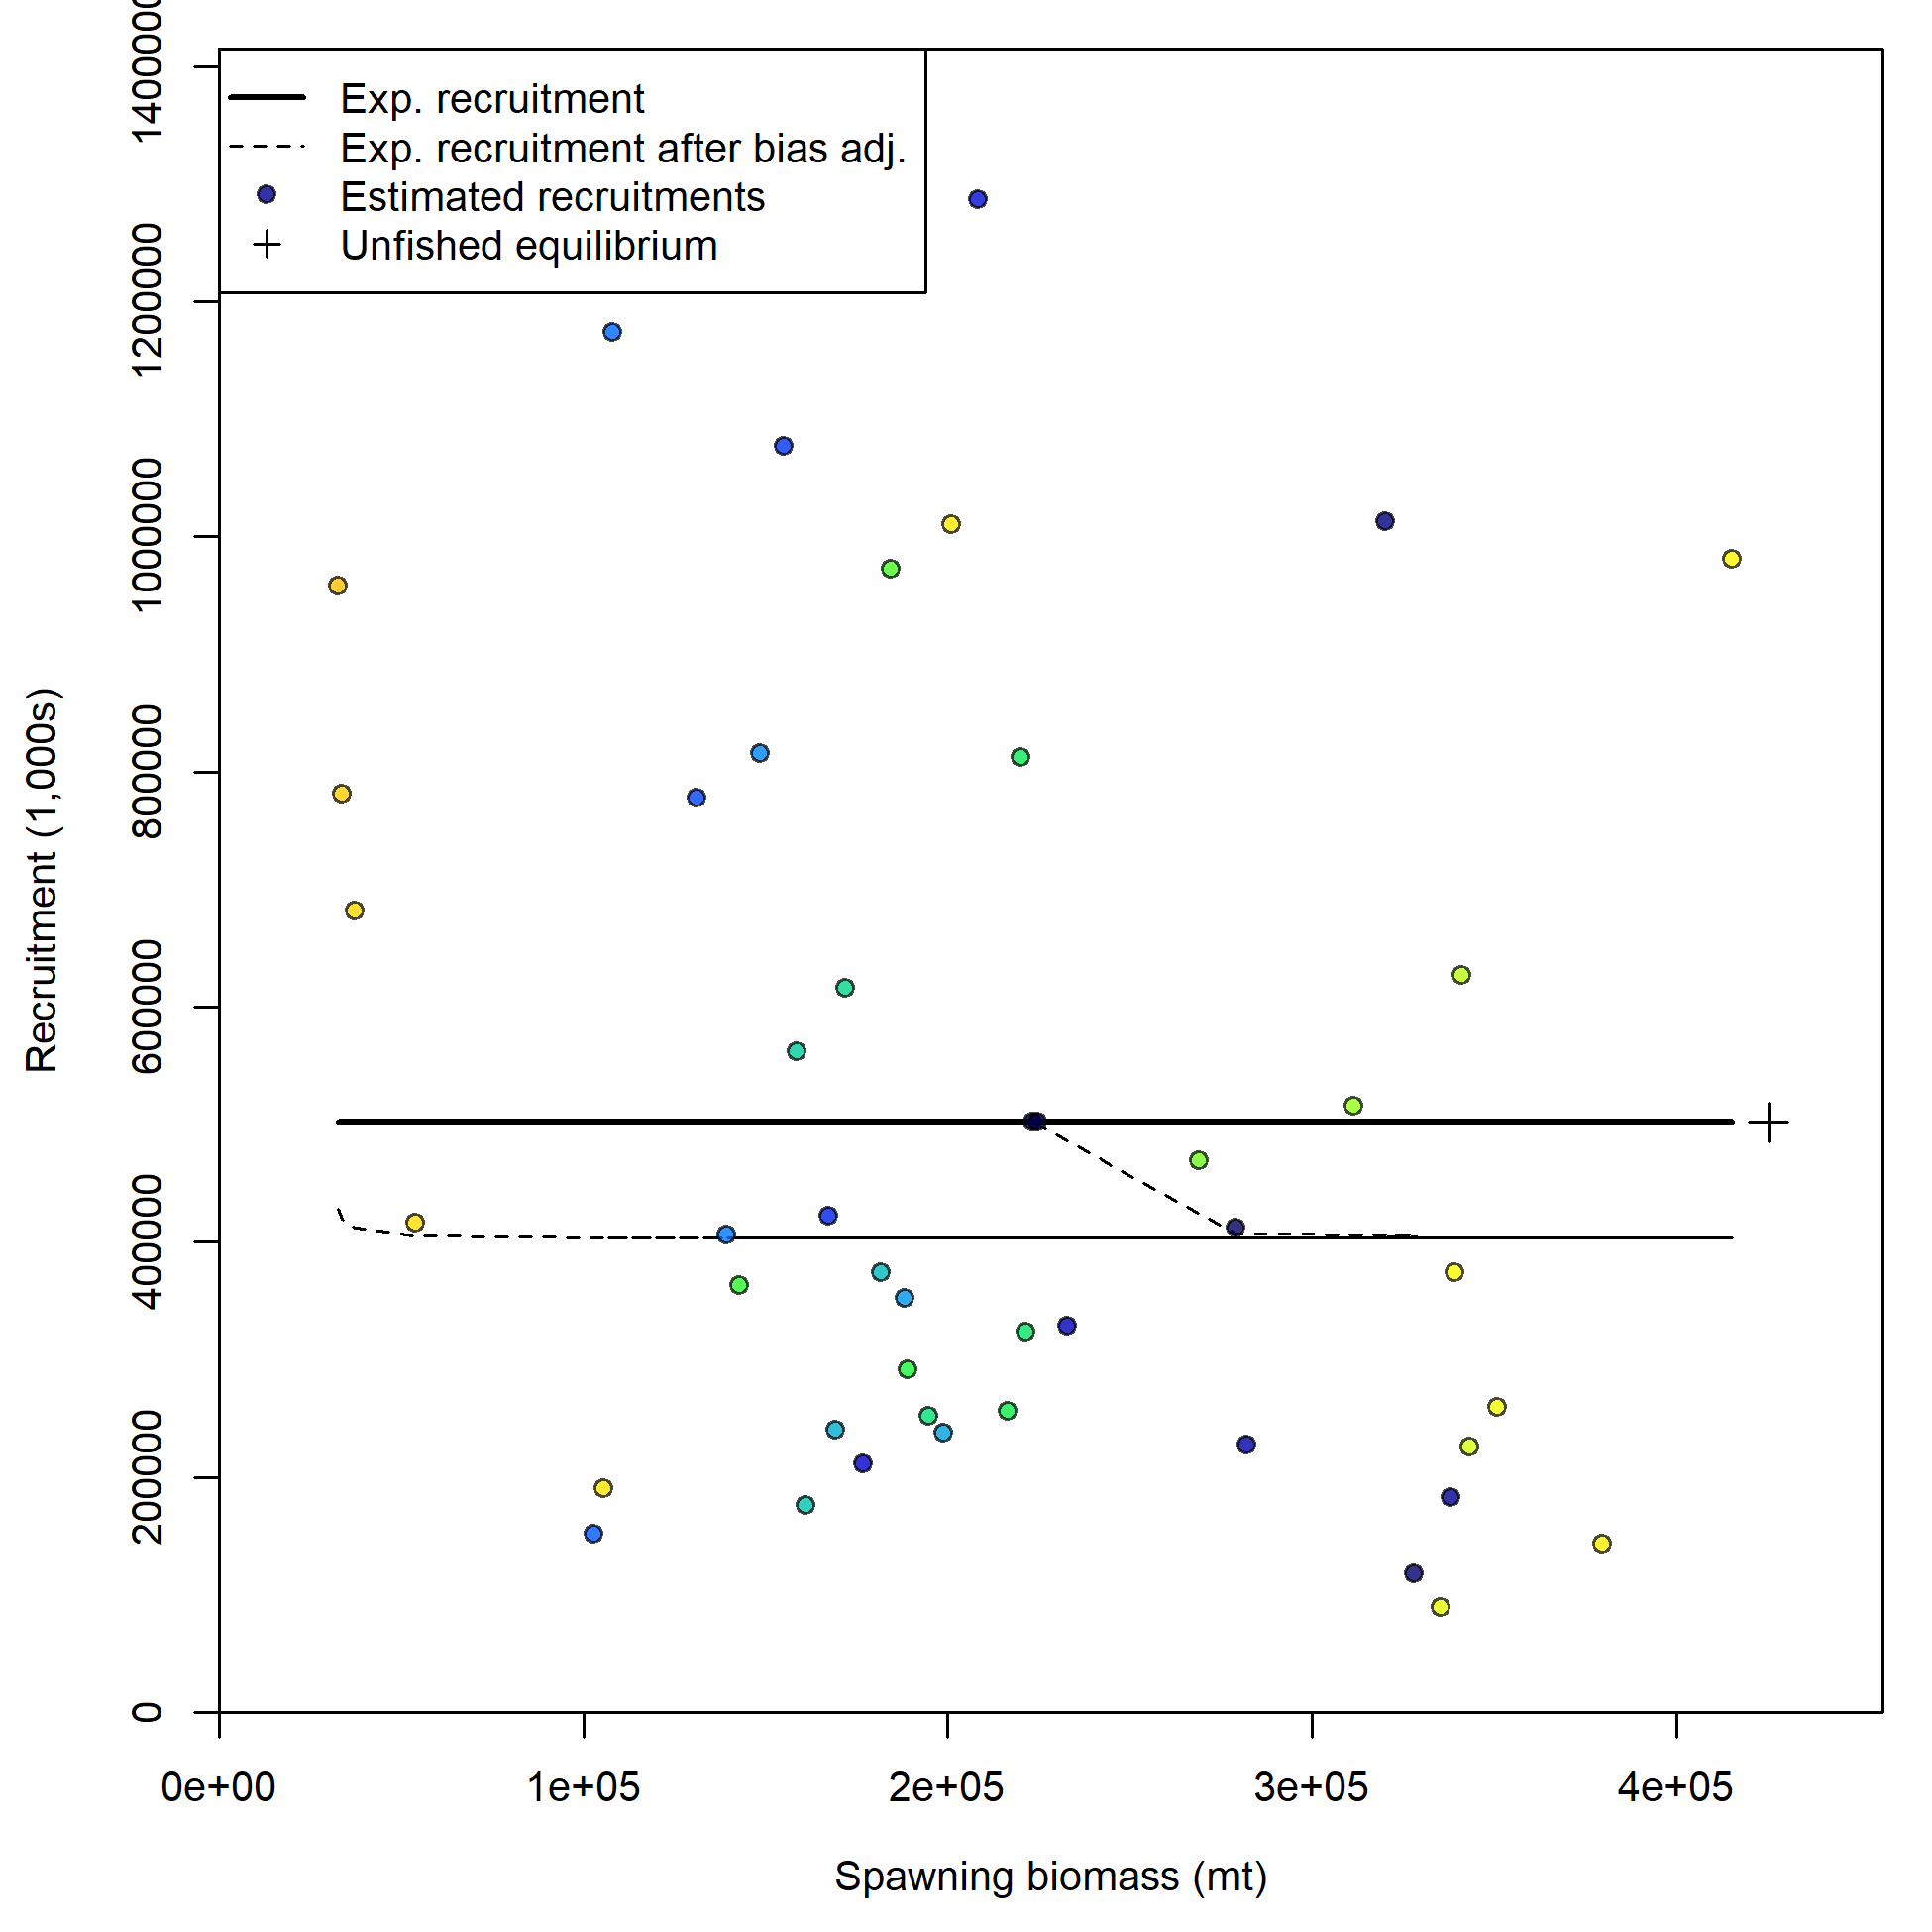 Exp. recruitment
Exp. recruitment after bias adj.
Estimated recruitments
Unfished equilibrium
Recruitment (1,000s)
1200000
1000000
800000
600000
400000
200000
0
0e+00 1e+05 2e+05 3e+05 4e+05
Spawning biomass (mt)